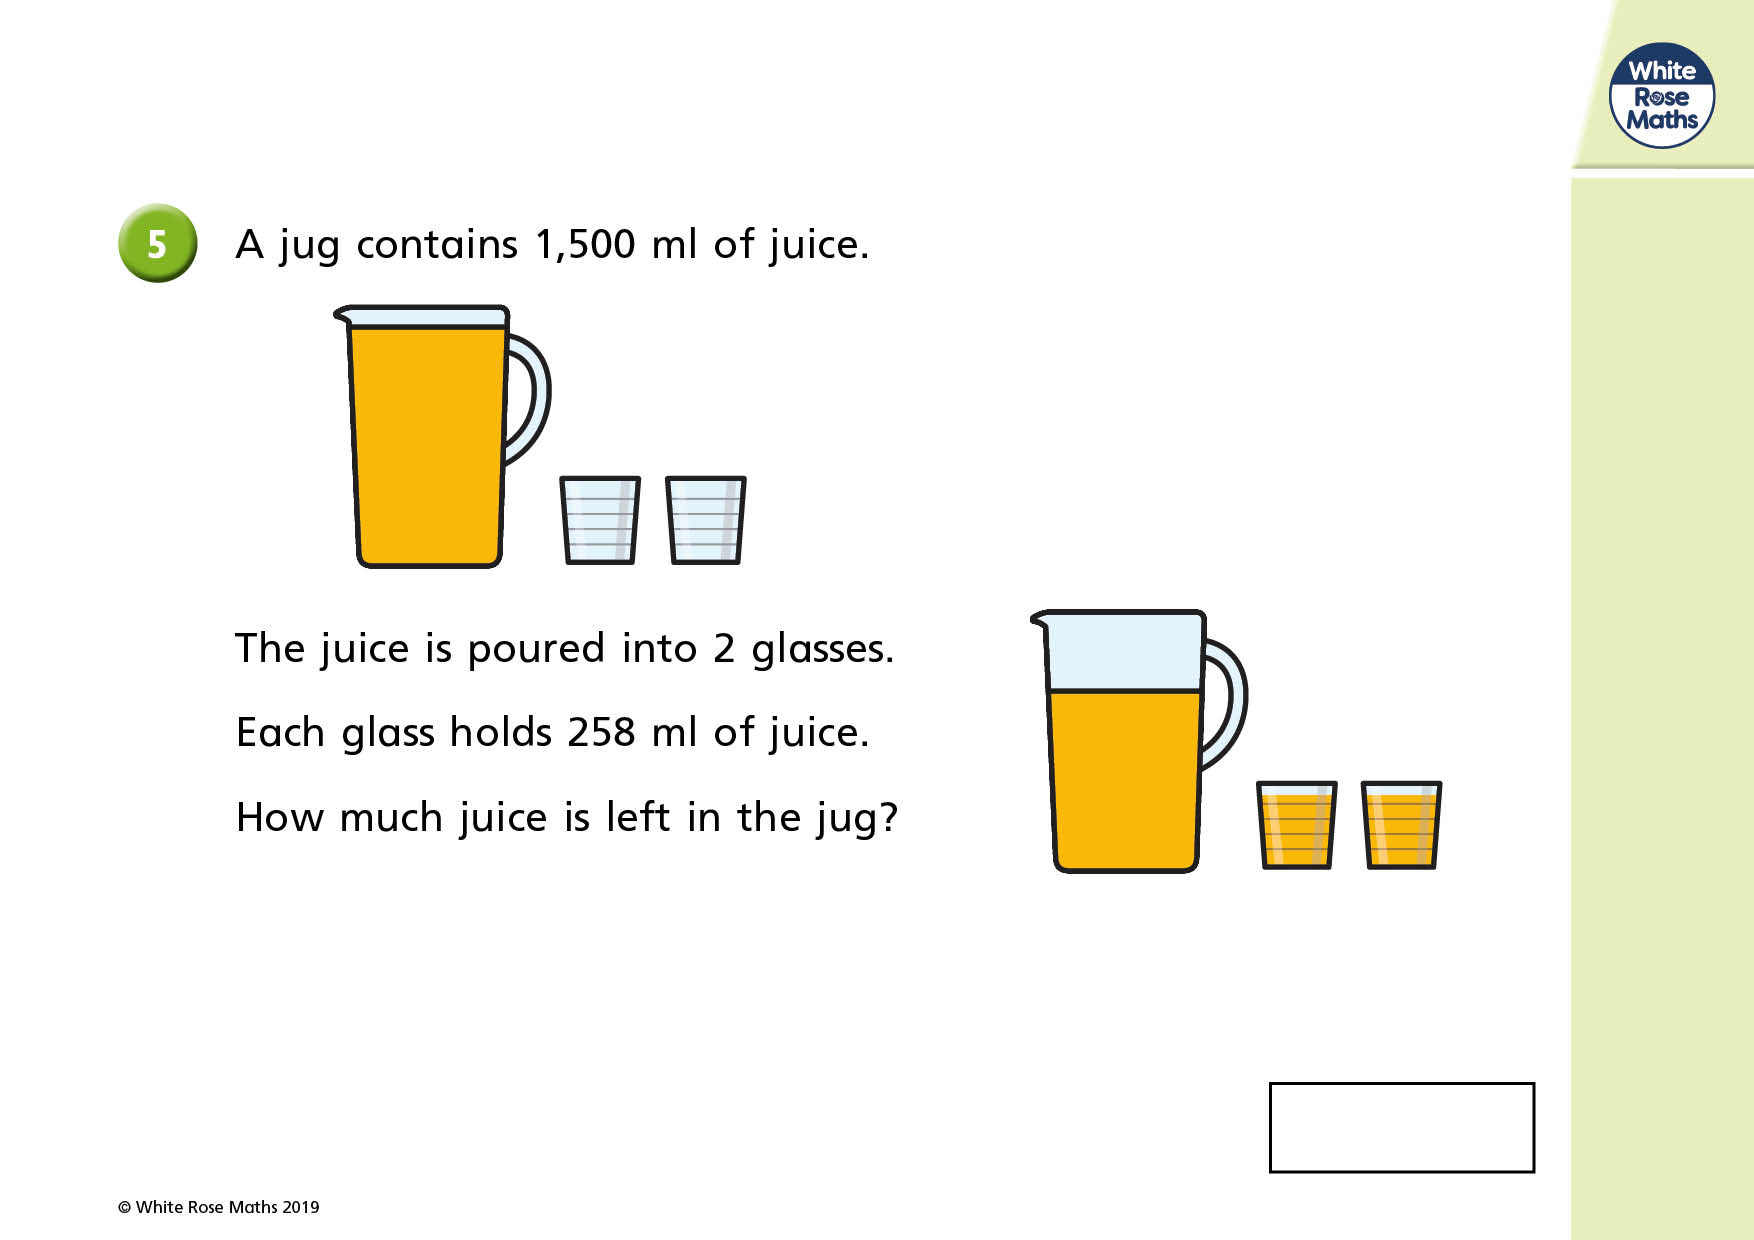 White
Rose
Maths
5 A jug contains 1,500 ml of juice.
The juice is poured into 2 glasses.
Each glass holds 258 ml of juice.
How much juice is left in the jug?
© White Rose Maths 2019